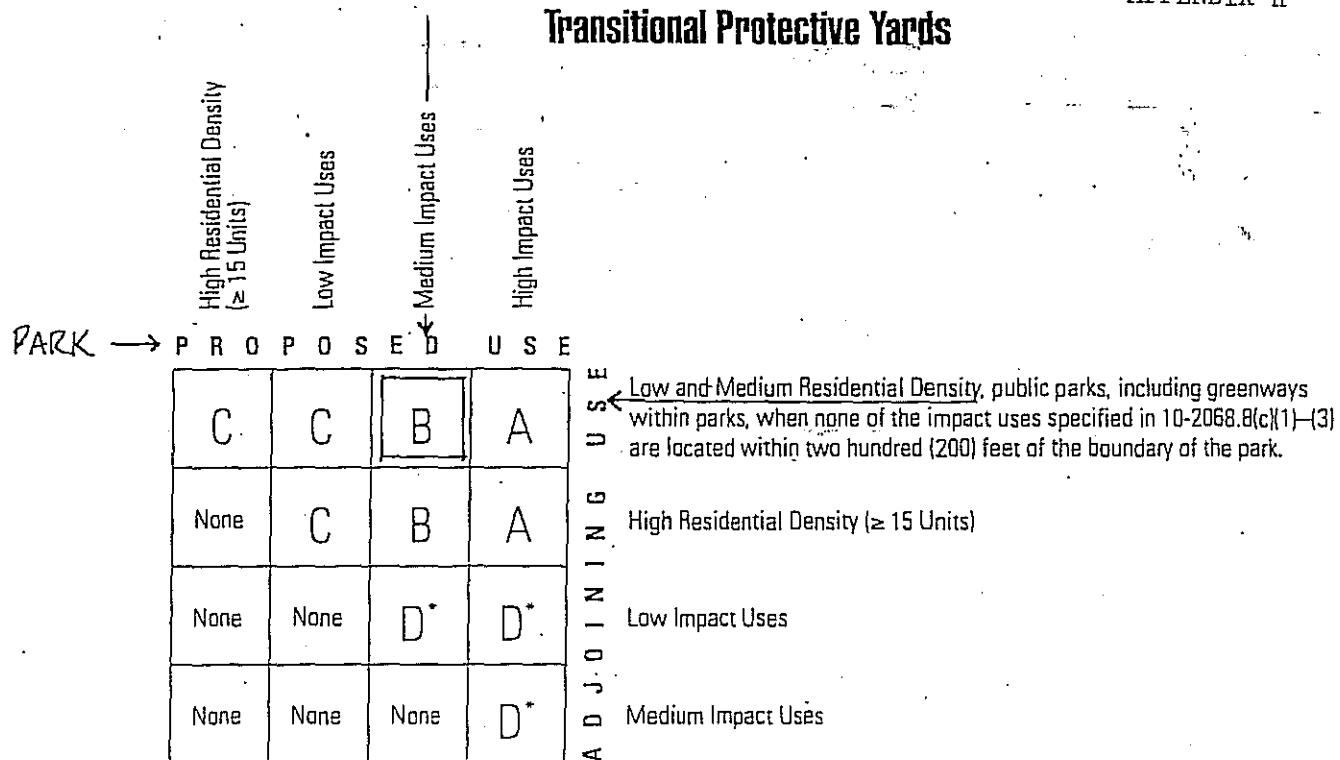 APPENDIX H
Transitional Protective Yards
High Residential Density
(≥ 15 Units)
Low Impact Uses
Medium Impact Uses
High Impact Uses
PARK → PROPOSED USE
ADJOINING USE
C C B A
Low and Medium Residential Density, public parks, including greenways
within parks, when none of the impact uses specified in 10-2068.8(c)(1)–(3)
are located within two hundred (200) feet of the boundary of the park.
None C B A
High Residential Density (≥ 15 Units)
None None D* D*
Low Impact Uses
None None None D*
Medium Impact Uses